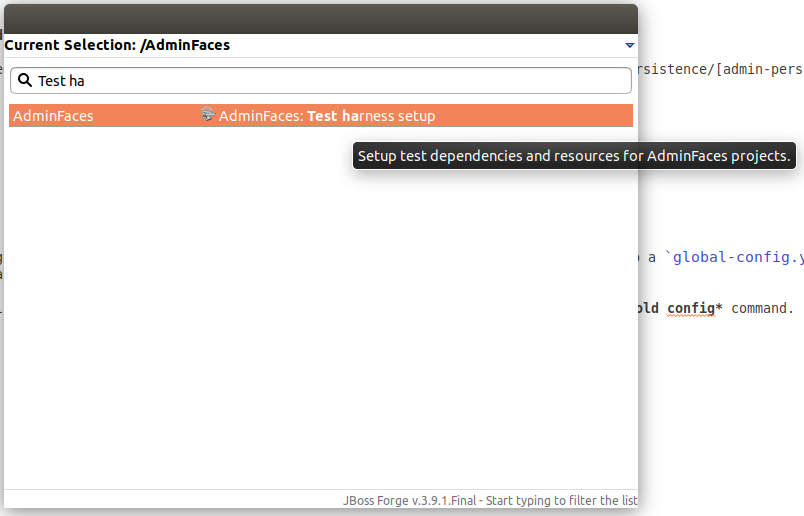 Current Selection: /AdminFaces
rsistence/[admin-pers
Test ha
AdminFaces AdminFaces: Test harness setup
Setup test dependencies and resources for AdminFaces projects.
a `global-config.y
old config* command.
JBoss Forge v.3.9.1.Final - Start typing to filter the list